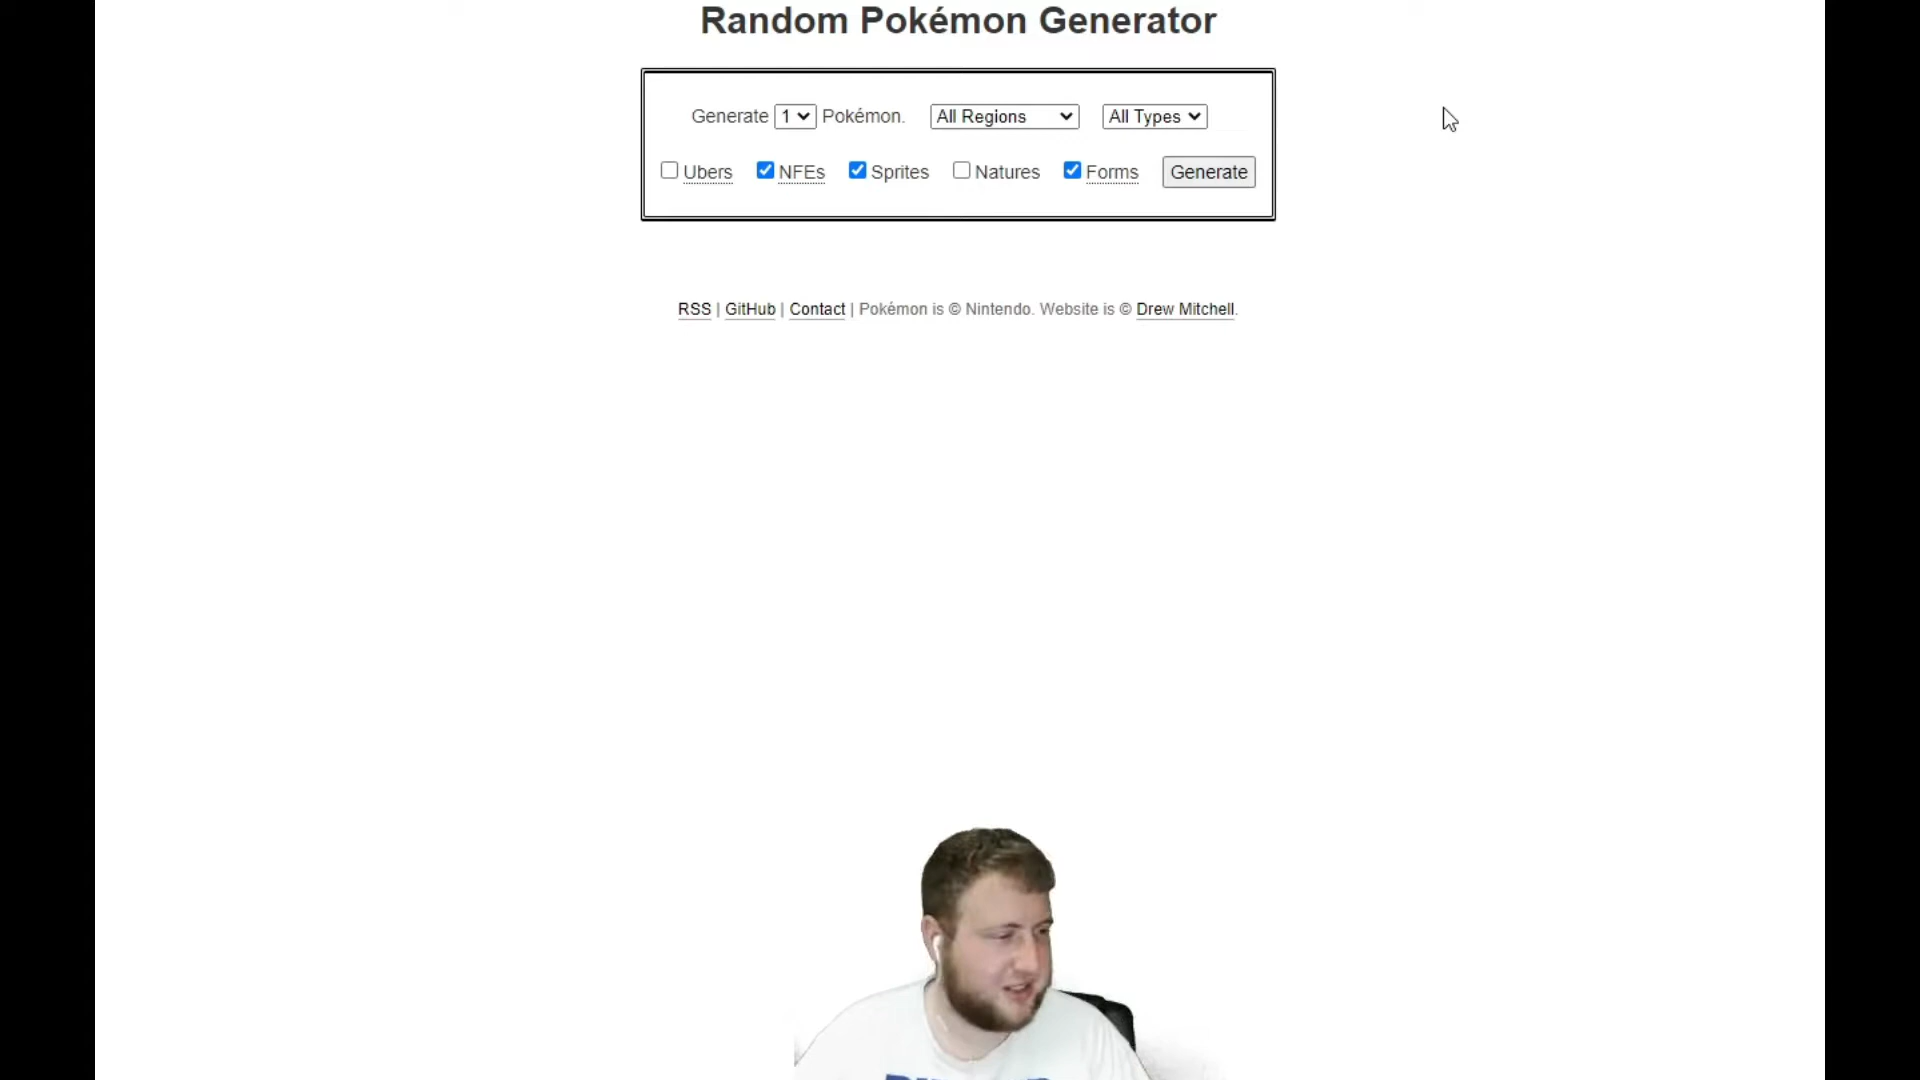 Random Pokémon Generator
Generate 1 Pokémon. All Regions All Types
Ubers NFEs Sprites Natures Forms Generate
RSS | GitHub | Contact | Pokémon is © Nintendo. Website is © Drew Mitchell.